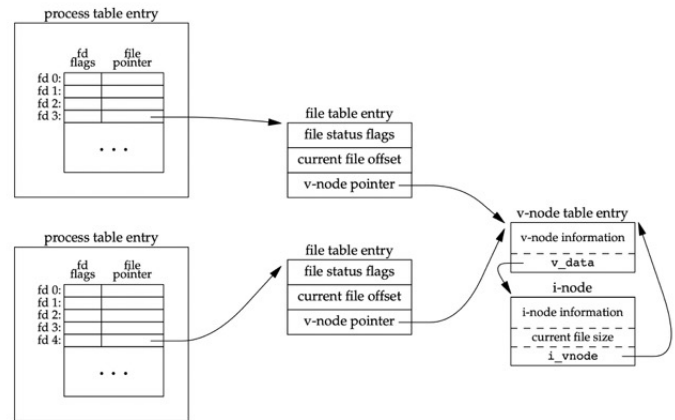 process table entry
fd flags
file pointer
fd 0:
fd 1:
fd 2:
fd 3:
. . .
file table entry
file status flags
current file offset
v-node pointer
process table entry
fd flags
file pointer
fd 0:
fd 1:
fd 2:
fd 3:
fd 4:
. . .
file table entry
file status flags
current file offset
v-node pointer
v-node table entry
v-node information
v_data
i-node
i-node information
current file size
i_vnode